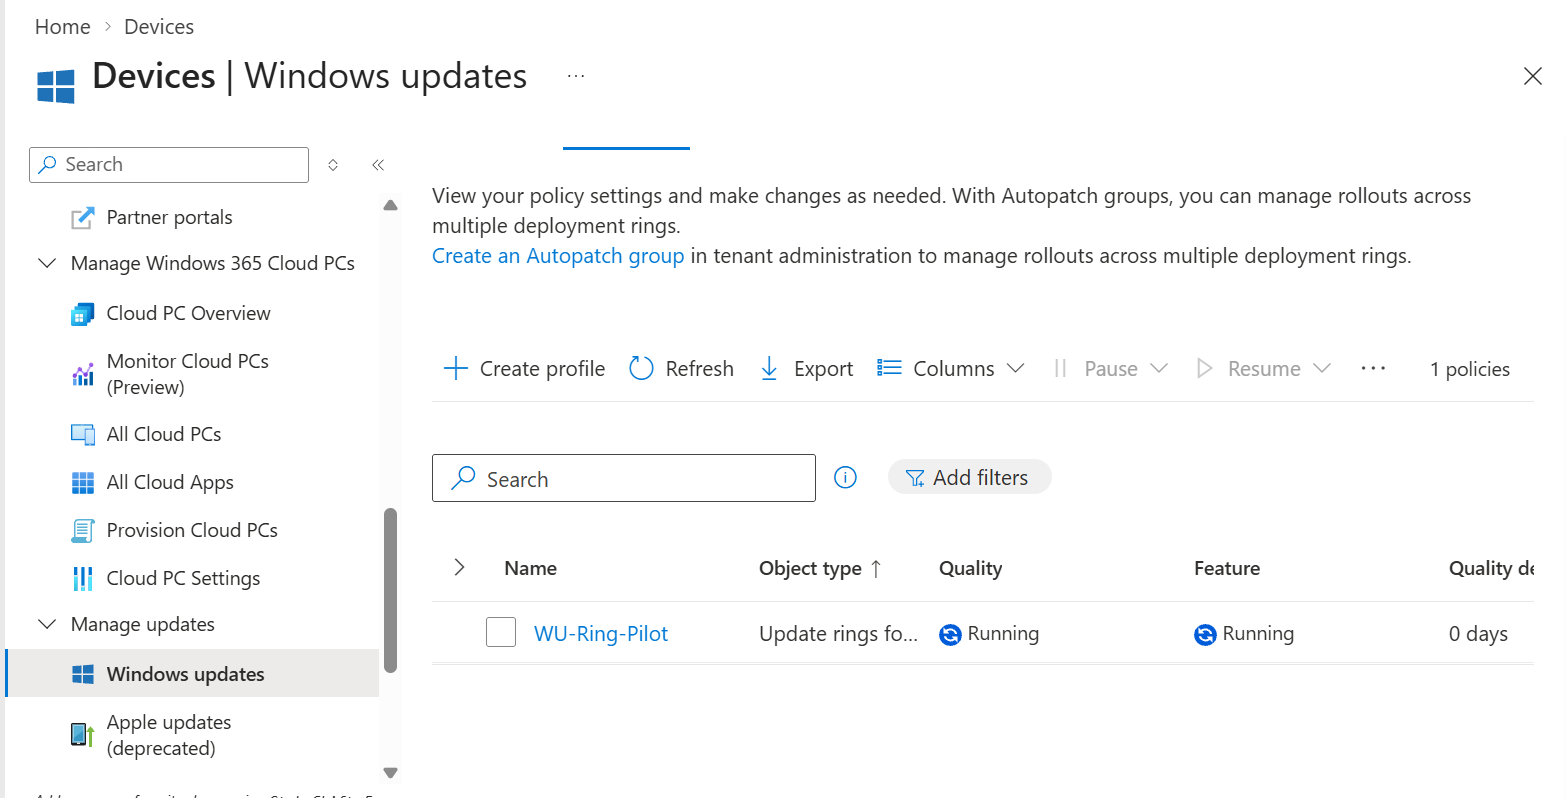 Home > Devices
Devices | Windows updates ...
Search
Partner portals
Manage Windows 365 Cloud PCs
Cloud PC Overview
Monitor Cloud PCs
(Preview)
All Cloud PCs
All Cloud Apps
Provision Cloud PCs
Cloud PC Settings
Manage updates
Windows updates
Apple updates
(deprecated)
View your policy settings and make changes as needed. With Autopatch groups, you can manage rollouts across
multiple deployment rings.
Create an Autopatch group in tenant administration to manage rollouts across multiple deployment rings.
Create profile Refresh Export Columns Pause Resume ... 1 policies
Search Add filters
Name Object type ↑ Quality Feature Quality de
WU-Ring-Pilot Update rings fo... Running Running 0 days